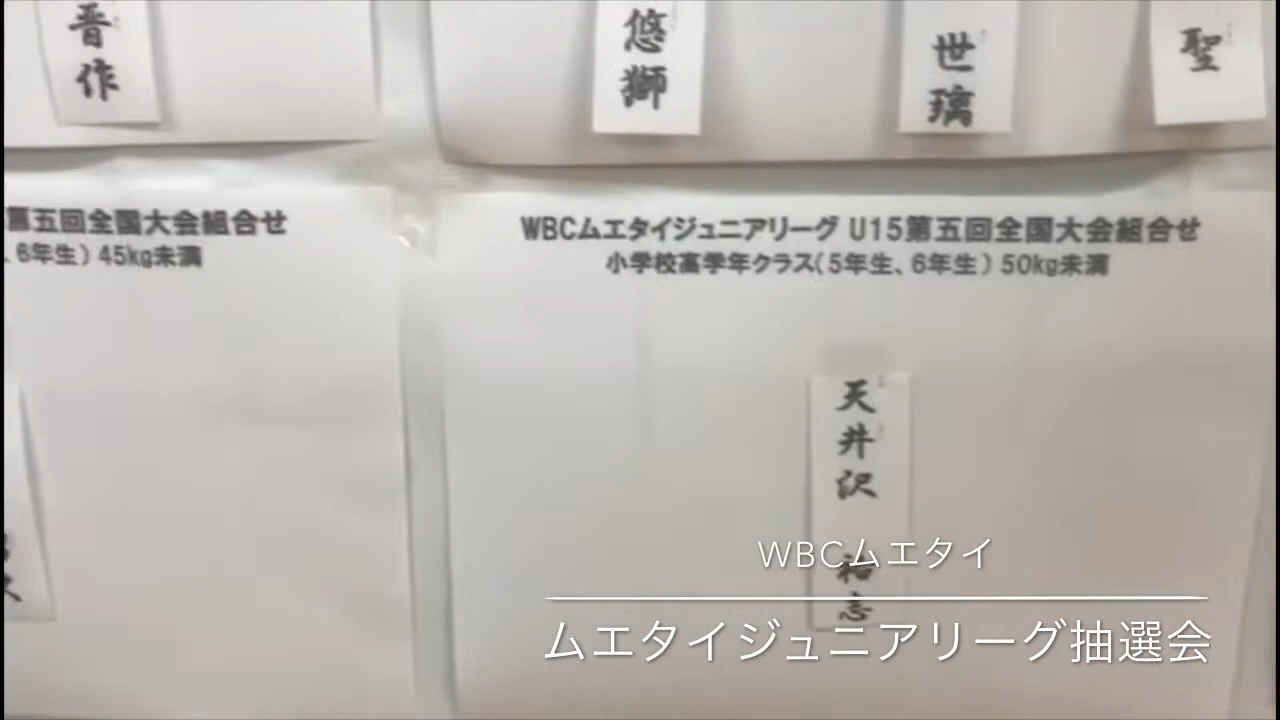 晋作
悠獅
世璃
聖
第五回全国大会組合せ
、6年生）45kg未満
WBCムエタイジュニアリーグ U15第五回全国大会組合せ
小学校高学年クラス（5年生、6年生）50kg未満
天井沢 祐志
WBCムエタイ
ムエタイジュニアリーグ抽選会